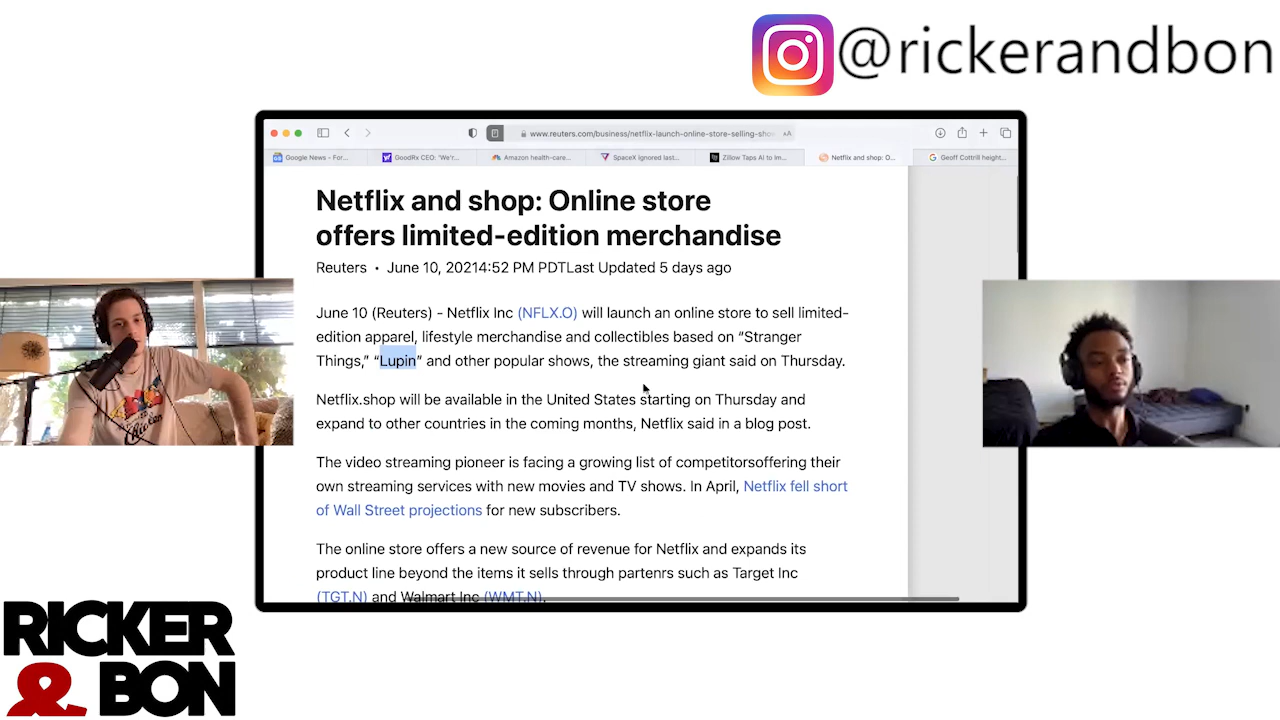 @rickerandbon
www.reuters.com/business/netflix-launch-online-store-selling-sho
Google News - For...
GoodRx CEO: "We'r...
Amazon health-care...
SpaceX ignored last...
Zillow Taps AI to Im...
Netflix and shop: O...
Geoff Cottrill height...
Netflix and shop: Online store
offers limited-edition merchandise
Reuters • June 10, 20214:52 PM PDTLast Updated 5 days ago
June 10 (Reuters) - Netflix Inc (NFLX.O) will launch an online store to sell limited-
edition apparel, lifestyle merchandise and collectibles based on “Stranger
Things,” “Lupin” and other popular shows, the streaming giant said on Thursday.
Netflix.shop will be available in the United States starting on Thursday and
expand to other countries in the coming months, Netflix said in a blog post.
The video streaming pioneer is facing a growing list of competitorsoffering their
own streaming services with new movies and TV shows. In April, Netflix fell short
of Wall Street projections for new subscribers.
The online store offers a new source of revenue for Netflix and expands its
product line beyond the items it sells through partenrs such as Target Inc
(TGT.N) and Walmart Inc (WMT.N).
RICKER
& BON